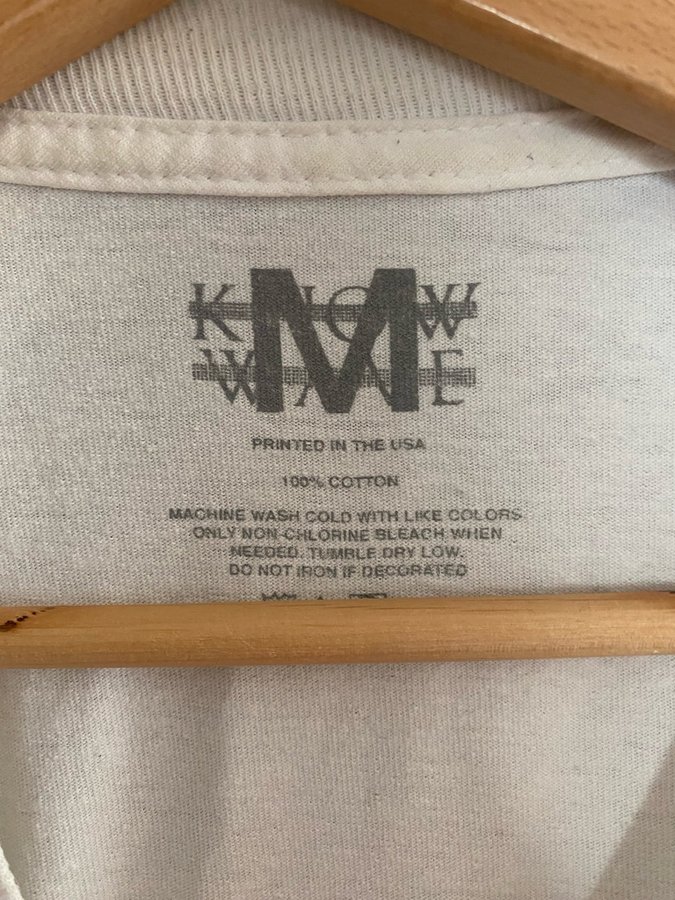 M
KNOW
WAVE
PRINTED IN THE USA
100% COTTON
MACHINE WASH COLD WITH LIKE COLORS
ONLY NON-CHLORINE BLEACH WHEN
NEEDED. TUMBLE DRY LOW.
DO NOT IRON IF DECORATED